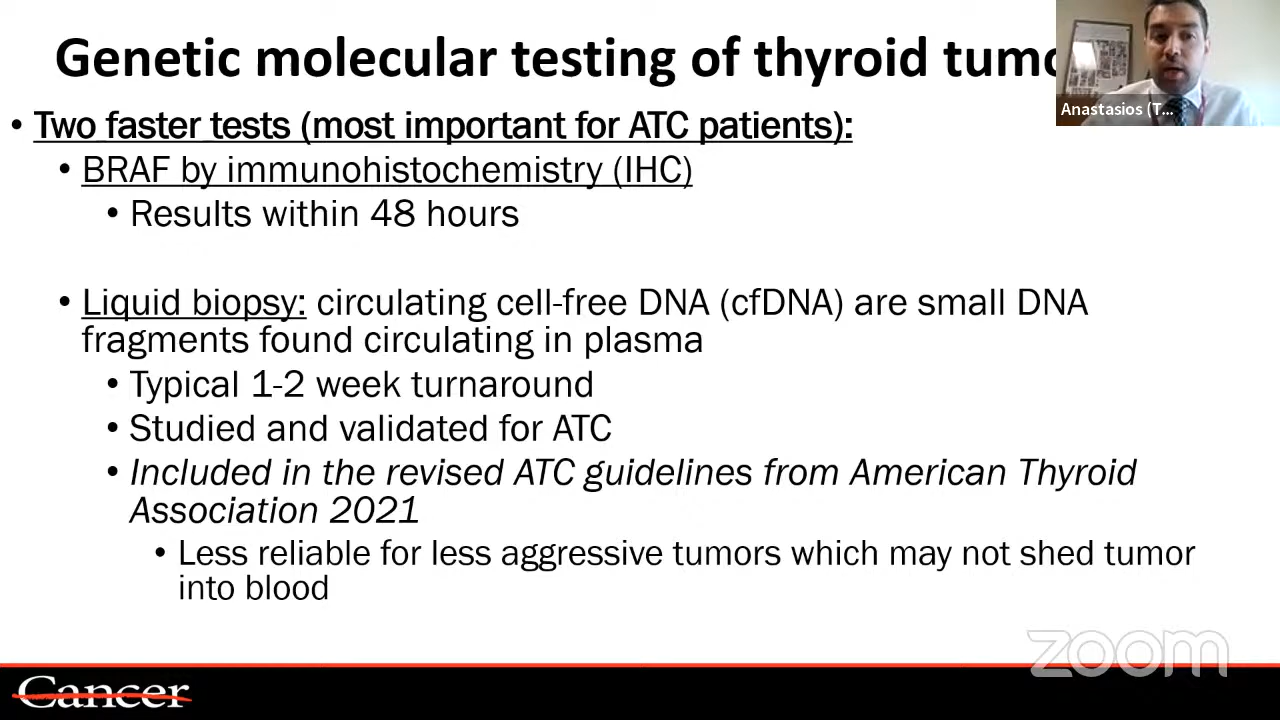 Genetic molecular testing of thyroid
Anastasios (T...
• Two faster tests (most important for ATC patients):
• BRAF by immunohistochemistry (IHC)
• Results within 48 hours
• Liquid biopsy: circulating cell-free DNA (cfDNA) are small DNA
fragments found circulating in plasma
• Typical 1-2 week turnaround
• Studied and validated for ATC
• Included in the revised ATC guidelines from American Thyroid
Association 2021
• Less reliable for less aggressive tumors which may not shed tumor
into blood
zoom
Cancer